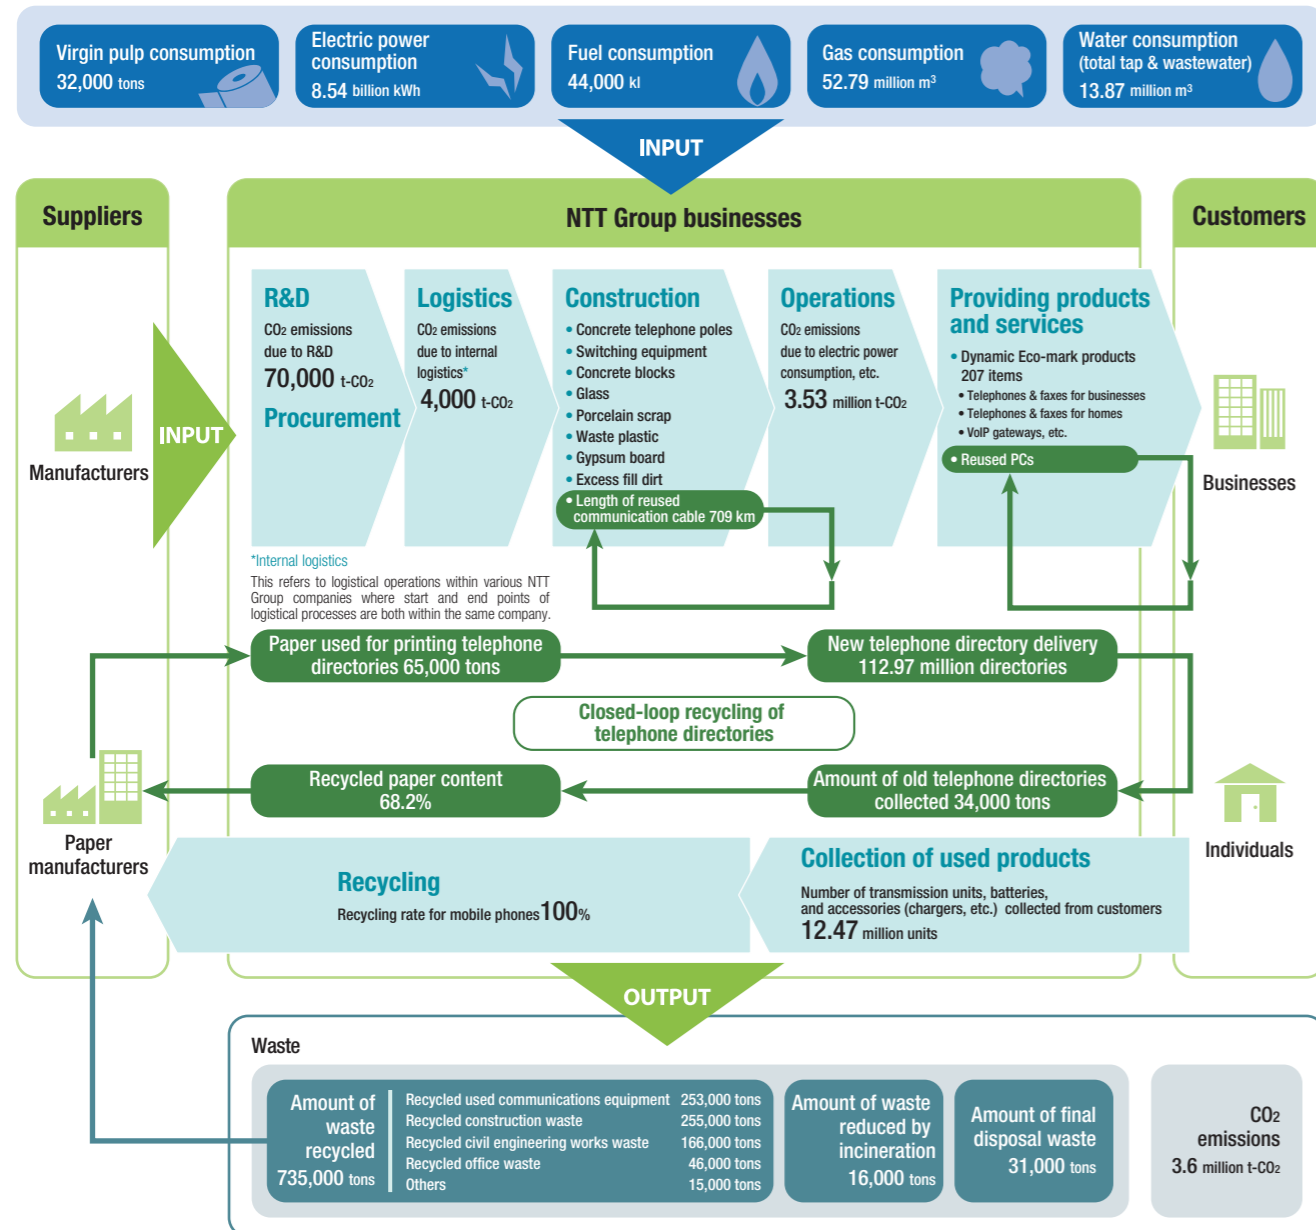 Virgin pulp consumption
32,000 tons
Electric power
consumption
8.54 billion kWh
Fuel consumption
44,000 kl
Gas consumption
52.79 million m³
Water consumption
(total tap & wastewater)
13.87 million m³
INPUT
Suppliers
NTT Group businesses
Customers
INPUT
Manufacturers
R&D
CO₂ emissions
due to R&D
70,000 t-CO₂
Procurement
Logistics
CO₂ emissions
due to internal
logistics*
4,000 t-CO₂
Construction
• Concrete telephone poles
• Switching equipment
• Concrete blocks
• Glass
• Porcelain scrap
• Waste plastic
• Gypsum board
• Excess fill dirt
• Length of reused
communication cable 709 km
Operations
CO₂ emissions
due to electric power
consumption, etc.
3.53 million t-CO₂
Providing products
and services
• Dynamic Eco-mark products
207 items
• Telephones & faxes for businesses
• Telephones & faxes for homes
• VoIP gateways, etc.
• Reused PCs
Businesses
*Internal logistics
This refers to logistical operations within various NTT
Group companies where start and end points of
logistical processes are both within the same company.
Paper used for printing telephone
directories 65,000 tons
New telephone directory delivery
112.97 million directories
Closed-loop recycling of
telephone directories
Recycled paper content
68.2%
Amount of old telephone directories
collected 34,000 tons
Paper
manufacturers
Individuals
Recycling
Recycling rate for mobile phones 100%
Collection of used products
Number of transmission units, batteries,
and accessories (chargers, etc.) collected from customers
12.47 million units
OUTPUT
Waste
Amount of
waste
recycled
735,000 tons
Recycled used communications equipment 253,000 tons
Recycled construction waste 255,000 tons
Recycled civil engineering works waste 166,000 tons
Recycled office waste 46,000 tons
Others 15,000 tons
Amount of waste
reduced by
incineration
16,000 tons
Amount of final
disposal waste
31,000 tons
CO₂
emissions
3.6 million t-CO₂